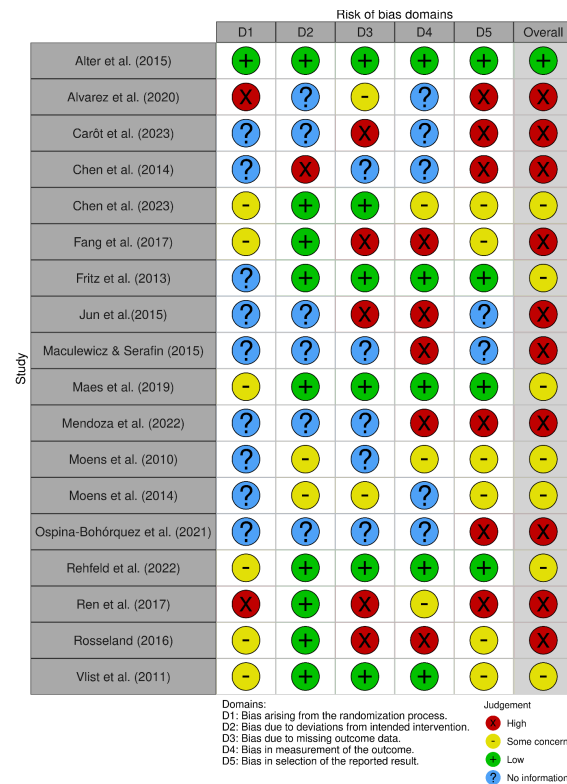 Risk of bias domains
D1 D2 D3 D4 D5 Overall
Study
Alter et al. (2015) + + + + + +
Alvarez et al. (2020) X ? - ? X X
Carôt et al. (2023) ? ? X ? X X
Chen et al. (2014) ? X ? ? X X
Chen et al. (2023) - + + - - -
Fang et al. (2017) - + X X - X
Fritz et al. (2013) ? + + + + -
Jun et al.(2015) ? ? X X ? X
Maculewicz & Serafin (2015) ? ? ? X ? X
Maes et al. (2019) - + + + + -
Mendoza et al. (2022) ? ? ? X X X
Moens et al. (2010) ? - ? - - -
Moens et al. (2014) ? - - ? - -
Ospina-Bohórquez et al. (2021) ? ? ? ? X X
Rehfeld et al. (2022) - + + + + -
Ren et al. (2017) X + X - X X
Rosseland (2016) - + X X - X
Vlist et al. (2011) - + + + - -
Domains:
D1: Bias arising from the randomization process.
D2: Bias due to deviations from intended intervention.
D3: Bias due to missing outcome data.
D4: Bias in measurement of the outcome.
D5: Bias in selection of the reported result.
Judgement
X High
- Some concern
+ Low
? No information